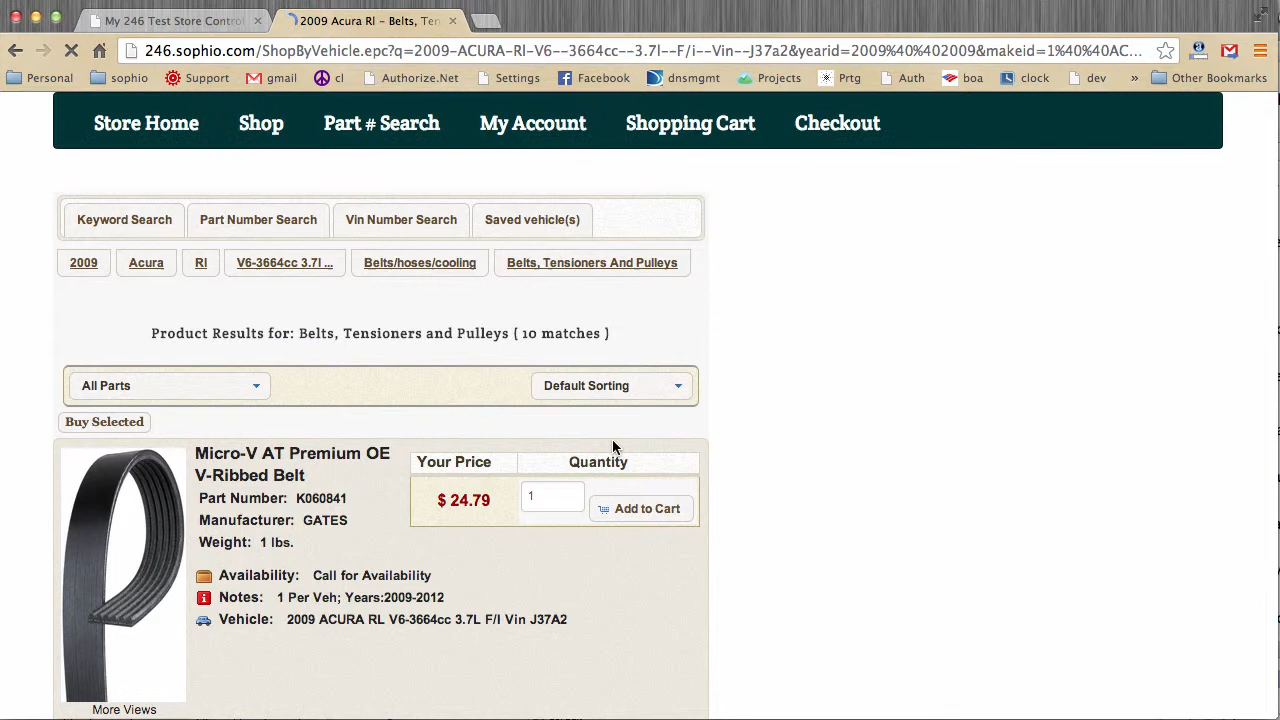 My 246 Test Store Control
2009 Acura Rl – Belts, Ten
246.sophio.com/ShopByVehicle.epc?q=2009-ACURA-Rl-V6--3664cc--3.7l--F/i--Vin--J37a2&yearid=2009%40%402009&makeid=1%40%40AC...
Personal sophio Support gmail cl Authorize.Net Settings Facebook dnsmgmt Projects Prtg Auth boa clock dev » Other Bookmarks
Store Home Shop Part # Search My Account Shopping Cart Checkout
Keyword Search Part Number Search Vin Number Search Saved vehicle(s)
2009 Acura Rl V6-3664cc 3.7l ... Belts/hoses/cooling Belts, Tensioners And Pulleys
Product Results for: Belts, Tensioners and Pulleys ( 10 matches )
All Parts Default Sorting
Buy Selected
Micro-V AT Premium OE
V-Ribbed Belt
Your Price Quantity
$ 24.79 1 Add to Cart
Part Number: K060841
Manufacturer: GATES
Weight: 1 lbs.
Availability: Call for Availability
Notes: 1 Per Veh; Years:2009-2012
Vehicle: 2009 ACURA RL V6-3664cc 3.7L F/I Vin J37A2
More Views